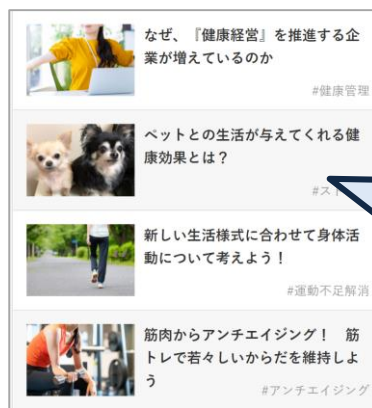 なぜ、『健康経営』を推進する企
業が増えているのか
#健康管理
ペットとの生活が与えてくれる健
康効果とは？
#ス
新しい生活様式に合わせて身体活
動について考えよう！
#運動不足解消
筋肉からアンチエイジング！　筋
トレで若々しいからだを維持しよ
う
#アンチエイジング